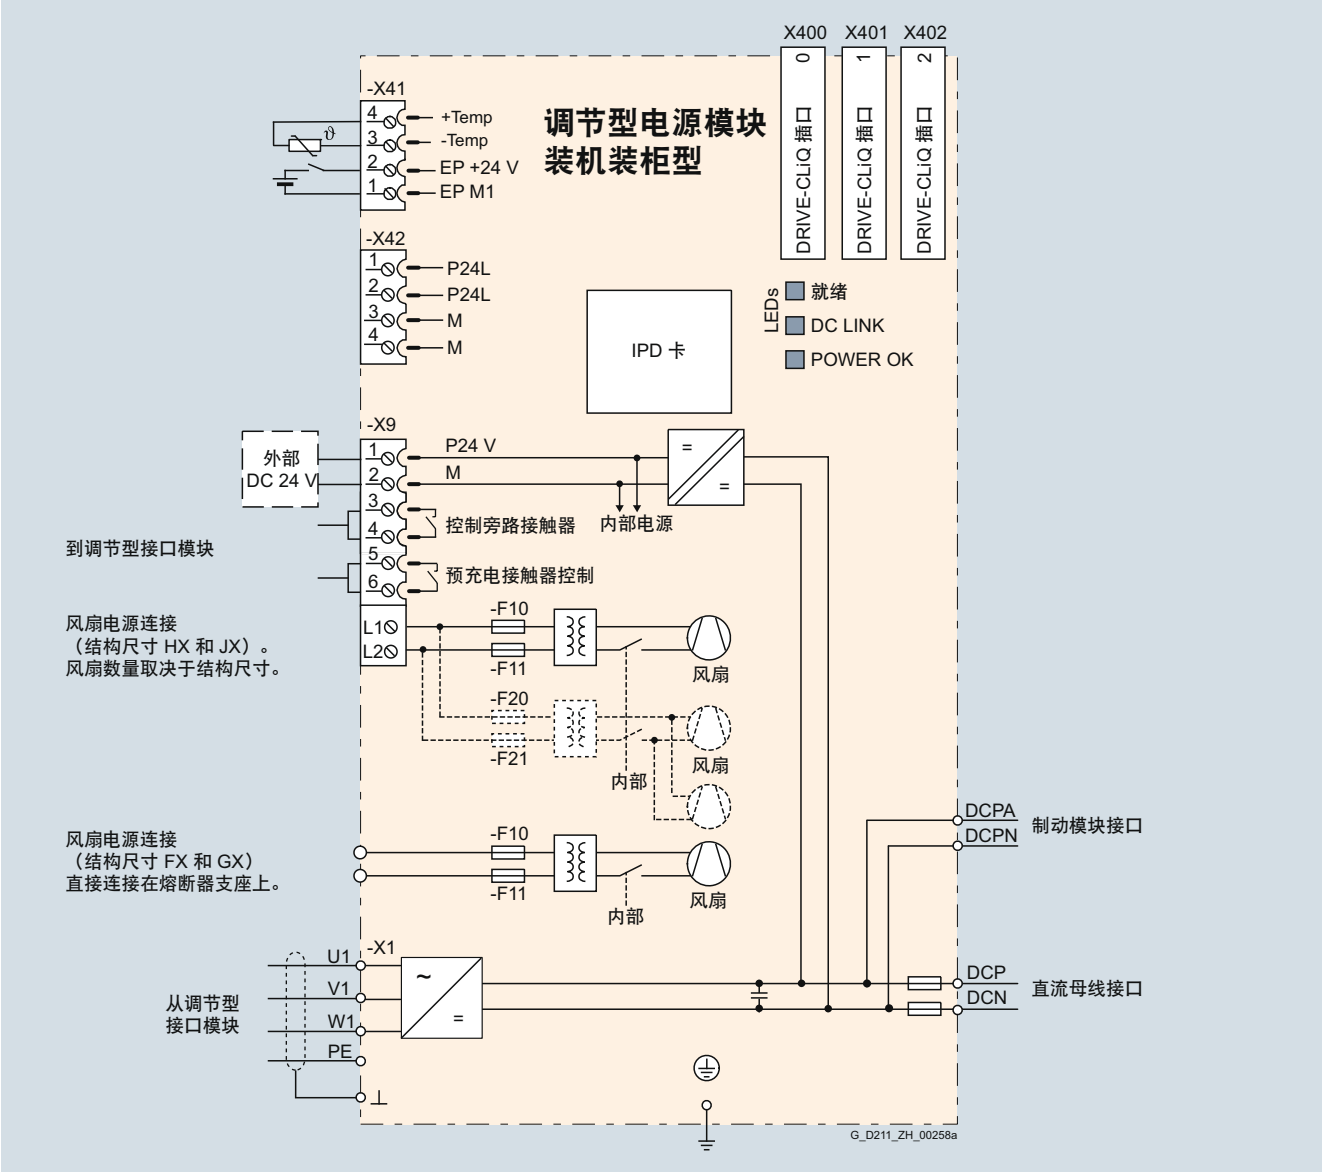 X400 X401 X402
0 1 2
DRIVE-CLiQ 插口
DRIVE-CLiQ 插口
DRIVE-CLiQ 插口
调节型电源模块
装机装柜型
-X41
4 +Temp
3 -Temp
2 EP +24 V
1 EP M1
ϑ
-X42
1 P24L
2 P24L
3 M
4 M
LEDs
就绪
DC LINK
POWER OK
IPD 卡
-X9
外部
DC 24 V
1 P24 V
2 M
3
4
控制旁路接触器
5
6
预充电接触器控制
内部电源
=
=
到调节型接口模块
风扇电源连接
（结构尺寸 HX 和 JX）。
风扇数量取决于结构尺寸。
L1
L2
-F10
-F11
风扇
-F20
-F21
风扇
内部
风扇电源连接
（结构尺寸 FX 和 GX）
直接连接在熔断器支座上。
-F10
-F11
风扇
内部
DCPA
DCPN
制动模块接口
-X1
U1
V1
W1
PE
从调节型
接口模块
~
=
DCP
DCN
直流母线接口
G_D211_ZH_00258a